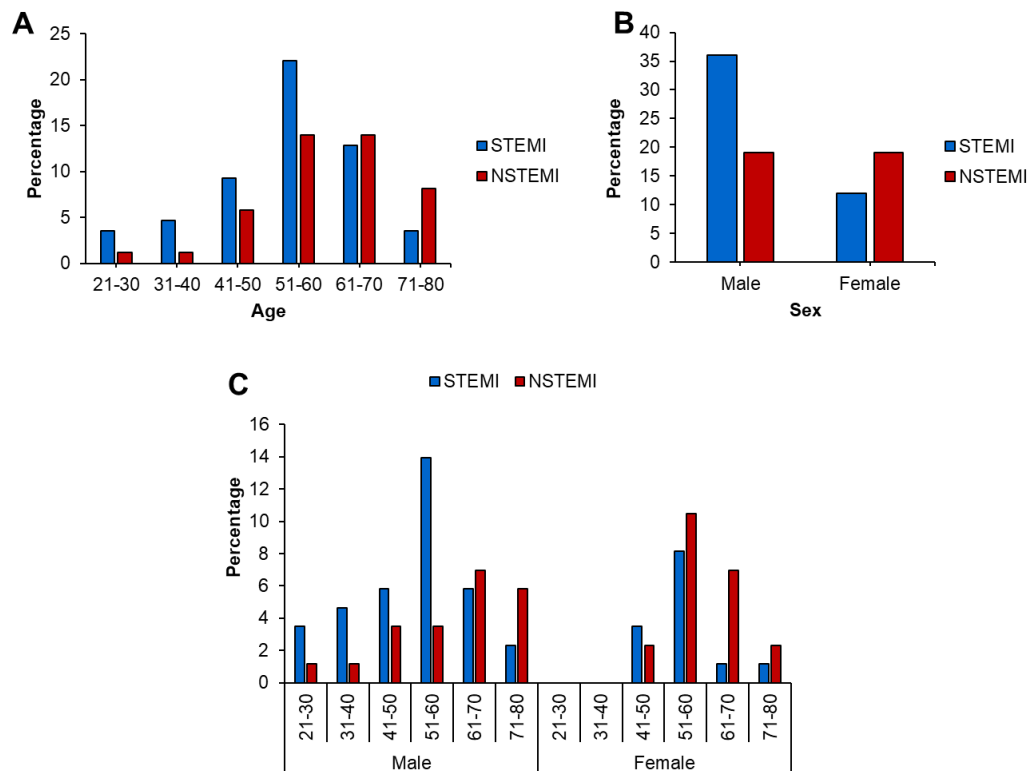 A
25
20
15
10
5
0
Percentage
21-30 31-40 41-50 51-60 61-70 71-80
Age
STEMI
NSTEMI
B
40
35
30
25
20
15
10
5
0
Percentage
Male Female
Sex
STEMI
NSTEMI
C
STEMI NSTEMI
16
14
12
10
8
6
4
2
0
Percentage
21-30 31-40 41-50 51-60 61-70 71-80 21-30 31-40 41-50 51-60 61-70 71-80
Male Female